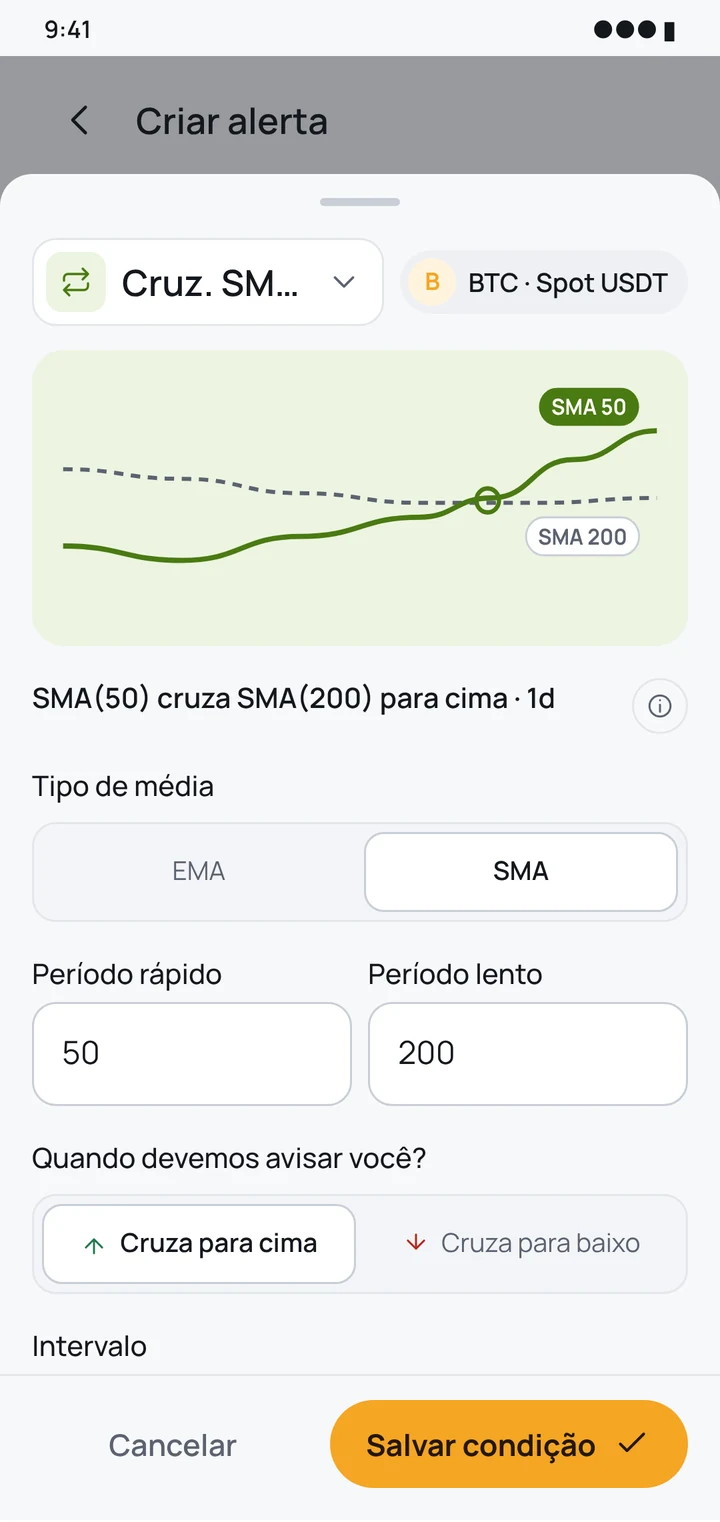 9:41
Criar alerta
Cruz. SM...
B
BTC · Spot USDT
SMA 50
SMA 200
SMA(50) cruza SMA(200) para cima · 1d
Tipo de média
EMA
SMA
Período rápido
Período lento
50
200
Quando devemos avisar você?
Cruza para cima
Cruza para baixo
Intervalo
Cancelar
Salvar condição